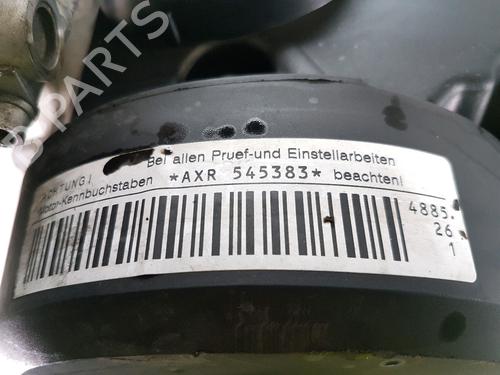 B-PARTS
ACHTUNG!
Bei allen Pruef-und Einstellarbeiten
Motor-Kennbuchstaben *AXR 545383* beachten!
4885.
26
1